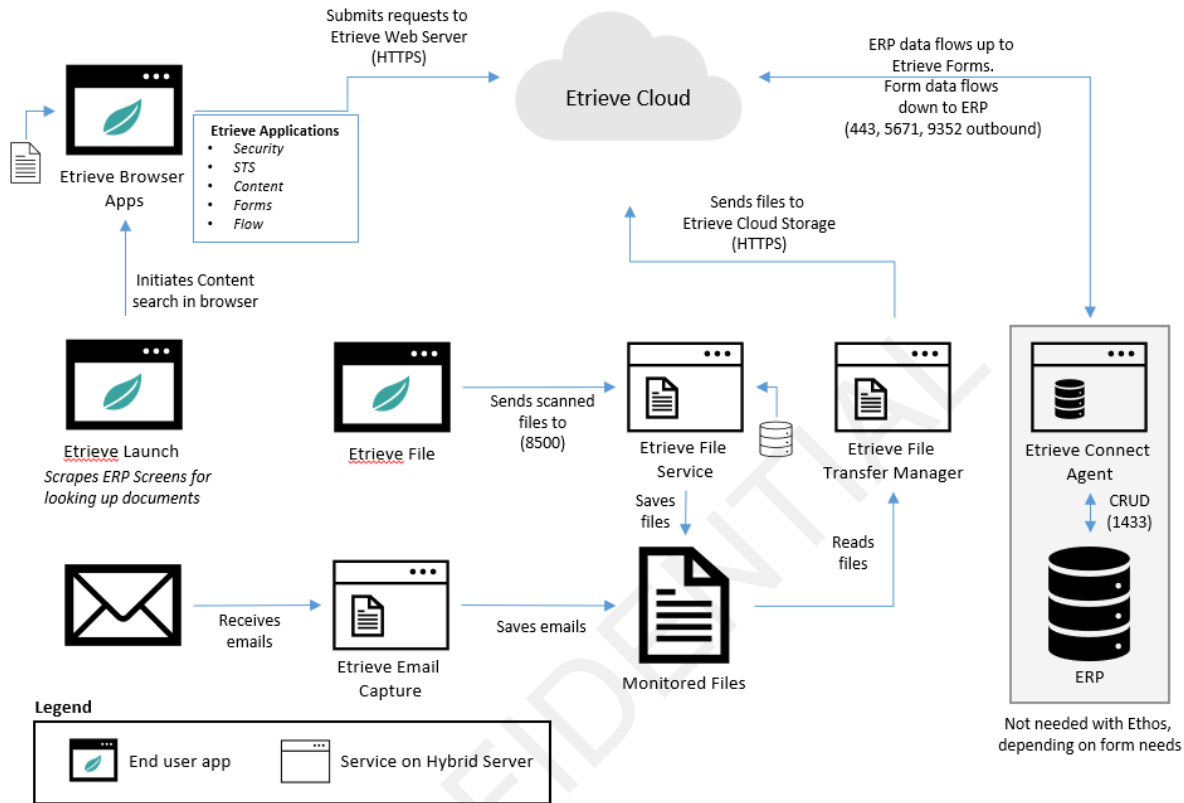 Submits requests to
Etrieve Web Server
(HTTPS)
Etrieve Cloud
ERP data flows up to
Etrieve Forms.
Form data flows
down to ERP
(443, 5671, 9352 outbound)
Etrieve Browser
Apps
Etrieve Applications
• Security
• STS
• Content
• Forms
• Flow
Sends files to
Etrieve Cloud Storage
(HTTPS)
Initiates Content
search in browser
Etrieve Launch
Scrapes ERP Screens for
looking up documents
Etrieve File
Sends scanned
files to
(8500)
Etrieve File
Service
Etrieve File
Transfer Manager
Etrieve Connect
Agent
CRUD
(1433)
Saves
files
Reads
files
Receives
emails
Etrieve Email
Capture
Saves emails
Monitored Files
ERP
Not needed with Ethos,
depending on form needs
Legend
End user app
Service on Hybrid Server
FIDENTIAL